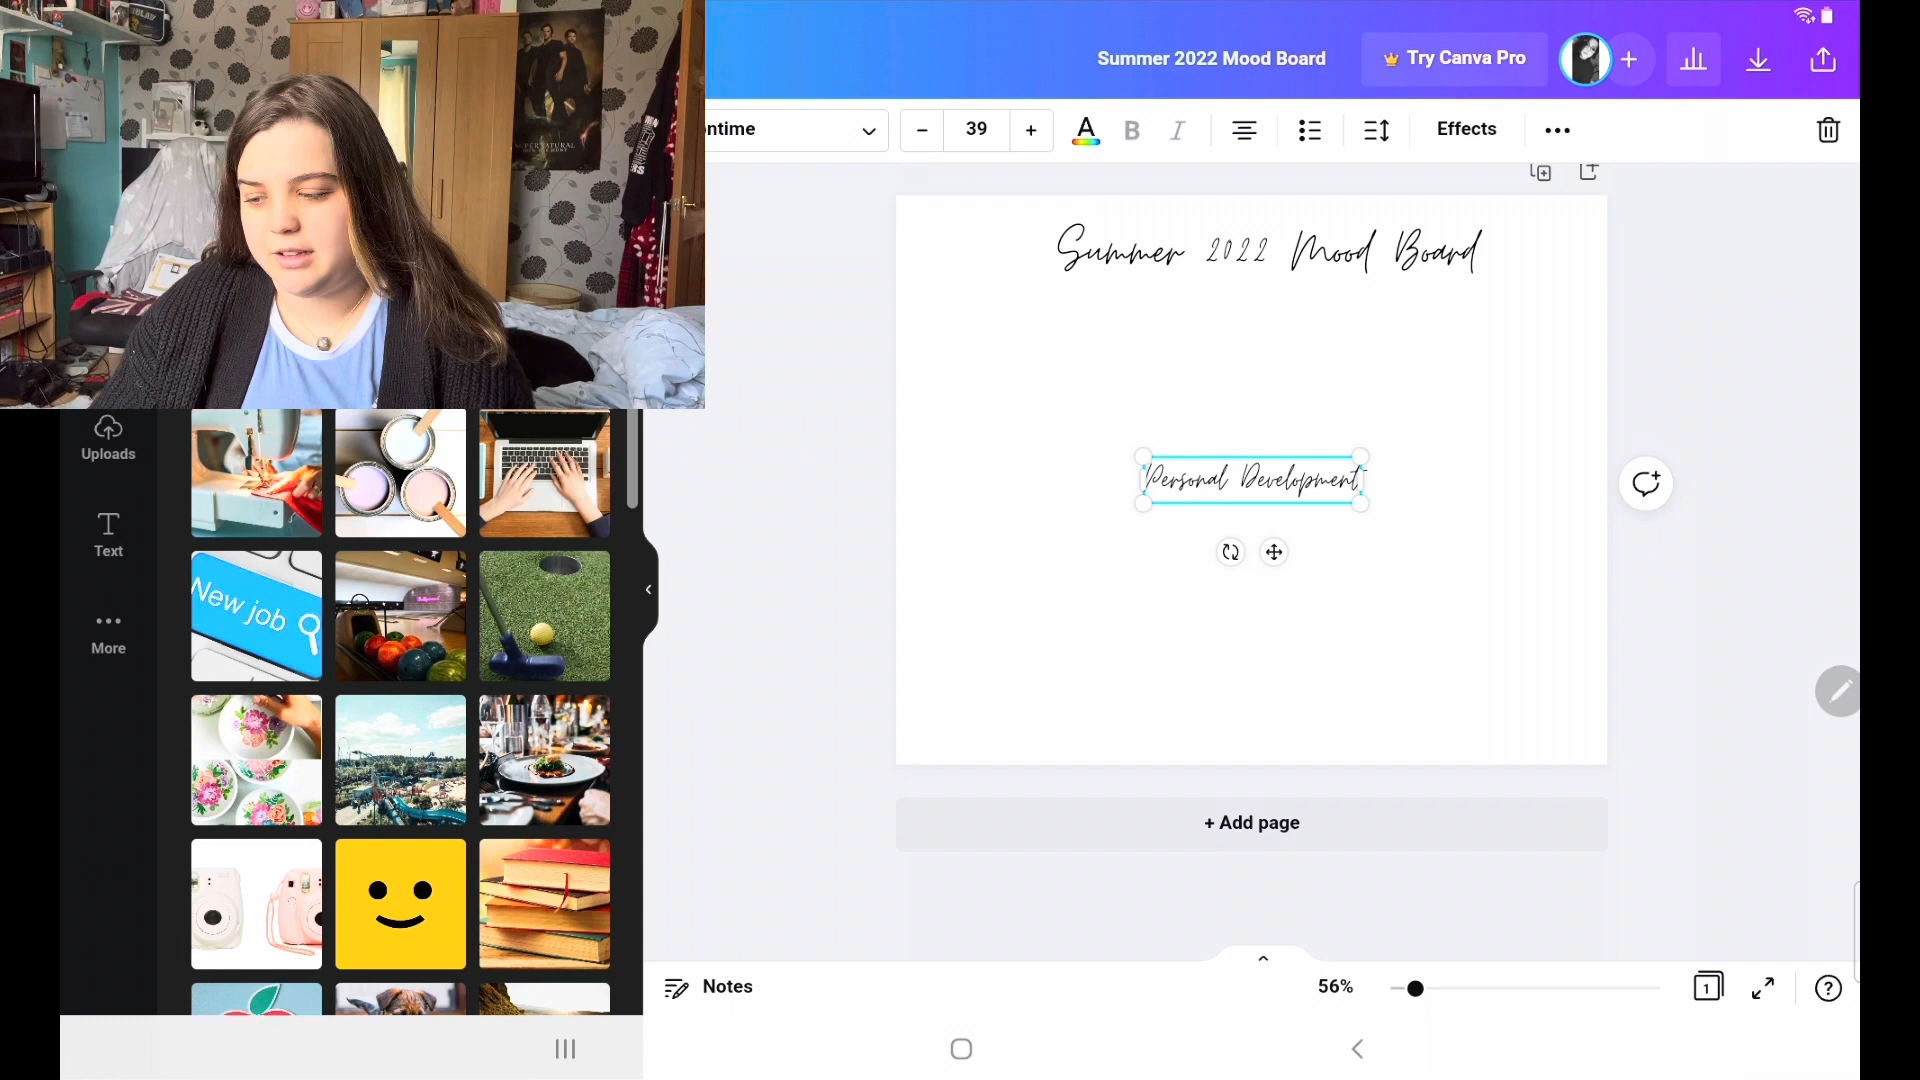 Summer 2022 Mood Board
Try Canva Pro
ntime
39
A
B
I
Effects
SUPERNATURAL
Summer 2022 Mood Board
Personal Development
Uploads
Text
More
New job
+ Add page
Notes
56%
1
?